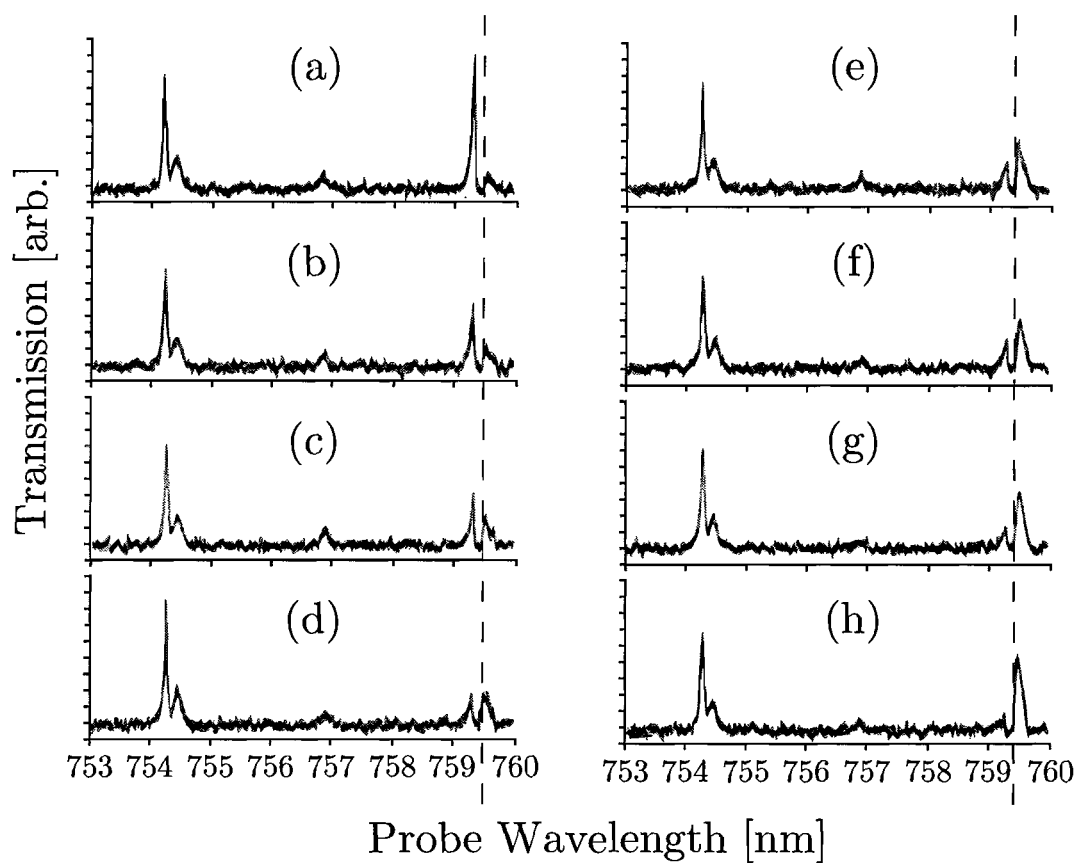 Transmission [arb.]
(a)
(b)
(c)
(d)
753 754 755 756 757 758 759 760
(e)
(f)
(g)
(h)
753 754 755 756 757 758 759 760
Probe Wavelength [nm]